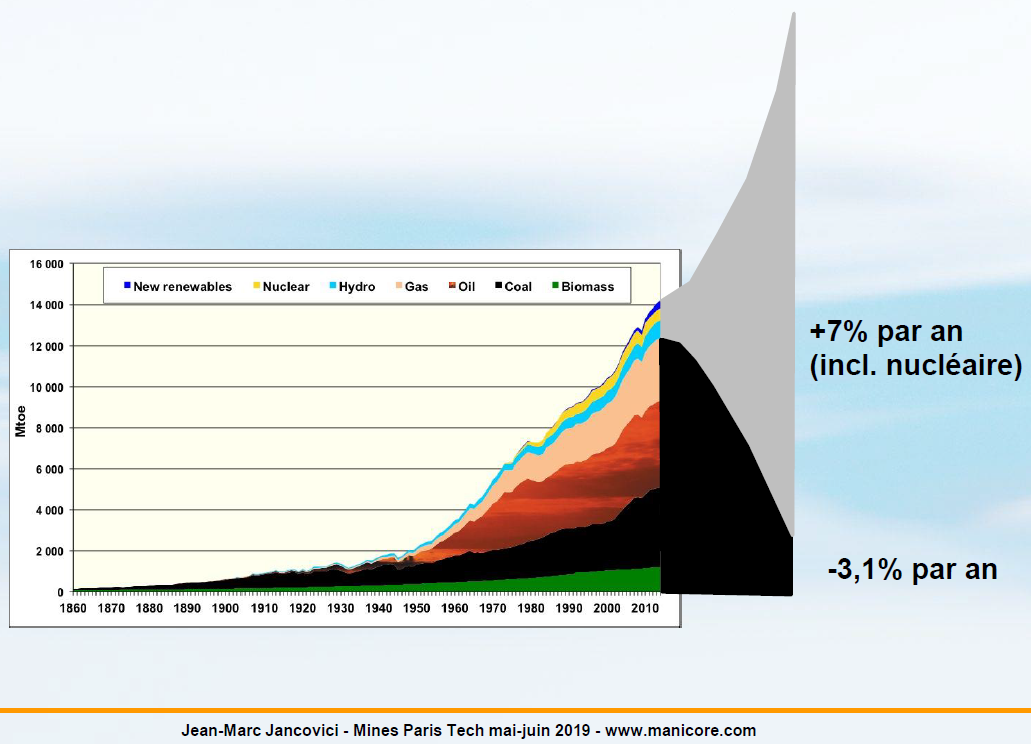 16 000
New renewables Nuclear Hydro Gas Oil Coal Biomass
14 000
12 000
10 000
8 000
6 000
4 000
2 000
0
Mtoe
1860 1870 1880 1890 1900 1910 1920 1930 1940 1950 1960 1970 1980 1990 2000 2010
+7% par an
(incl. nucléaire)
-3,1% par an
Jean-Marc Jancovici - Mines Paris Tech mai-juin 2019 - www.manicore.com